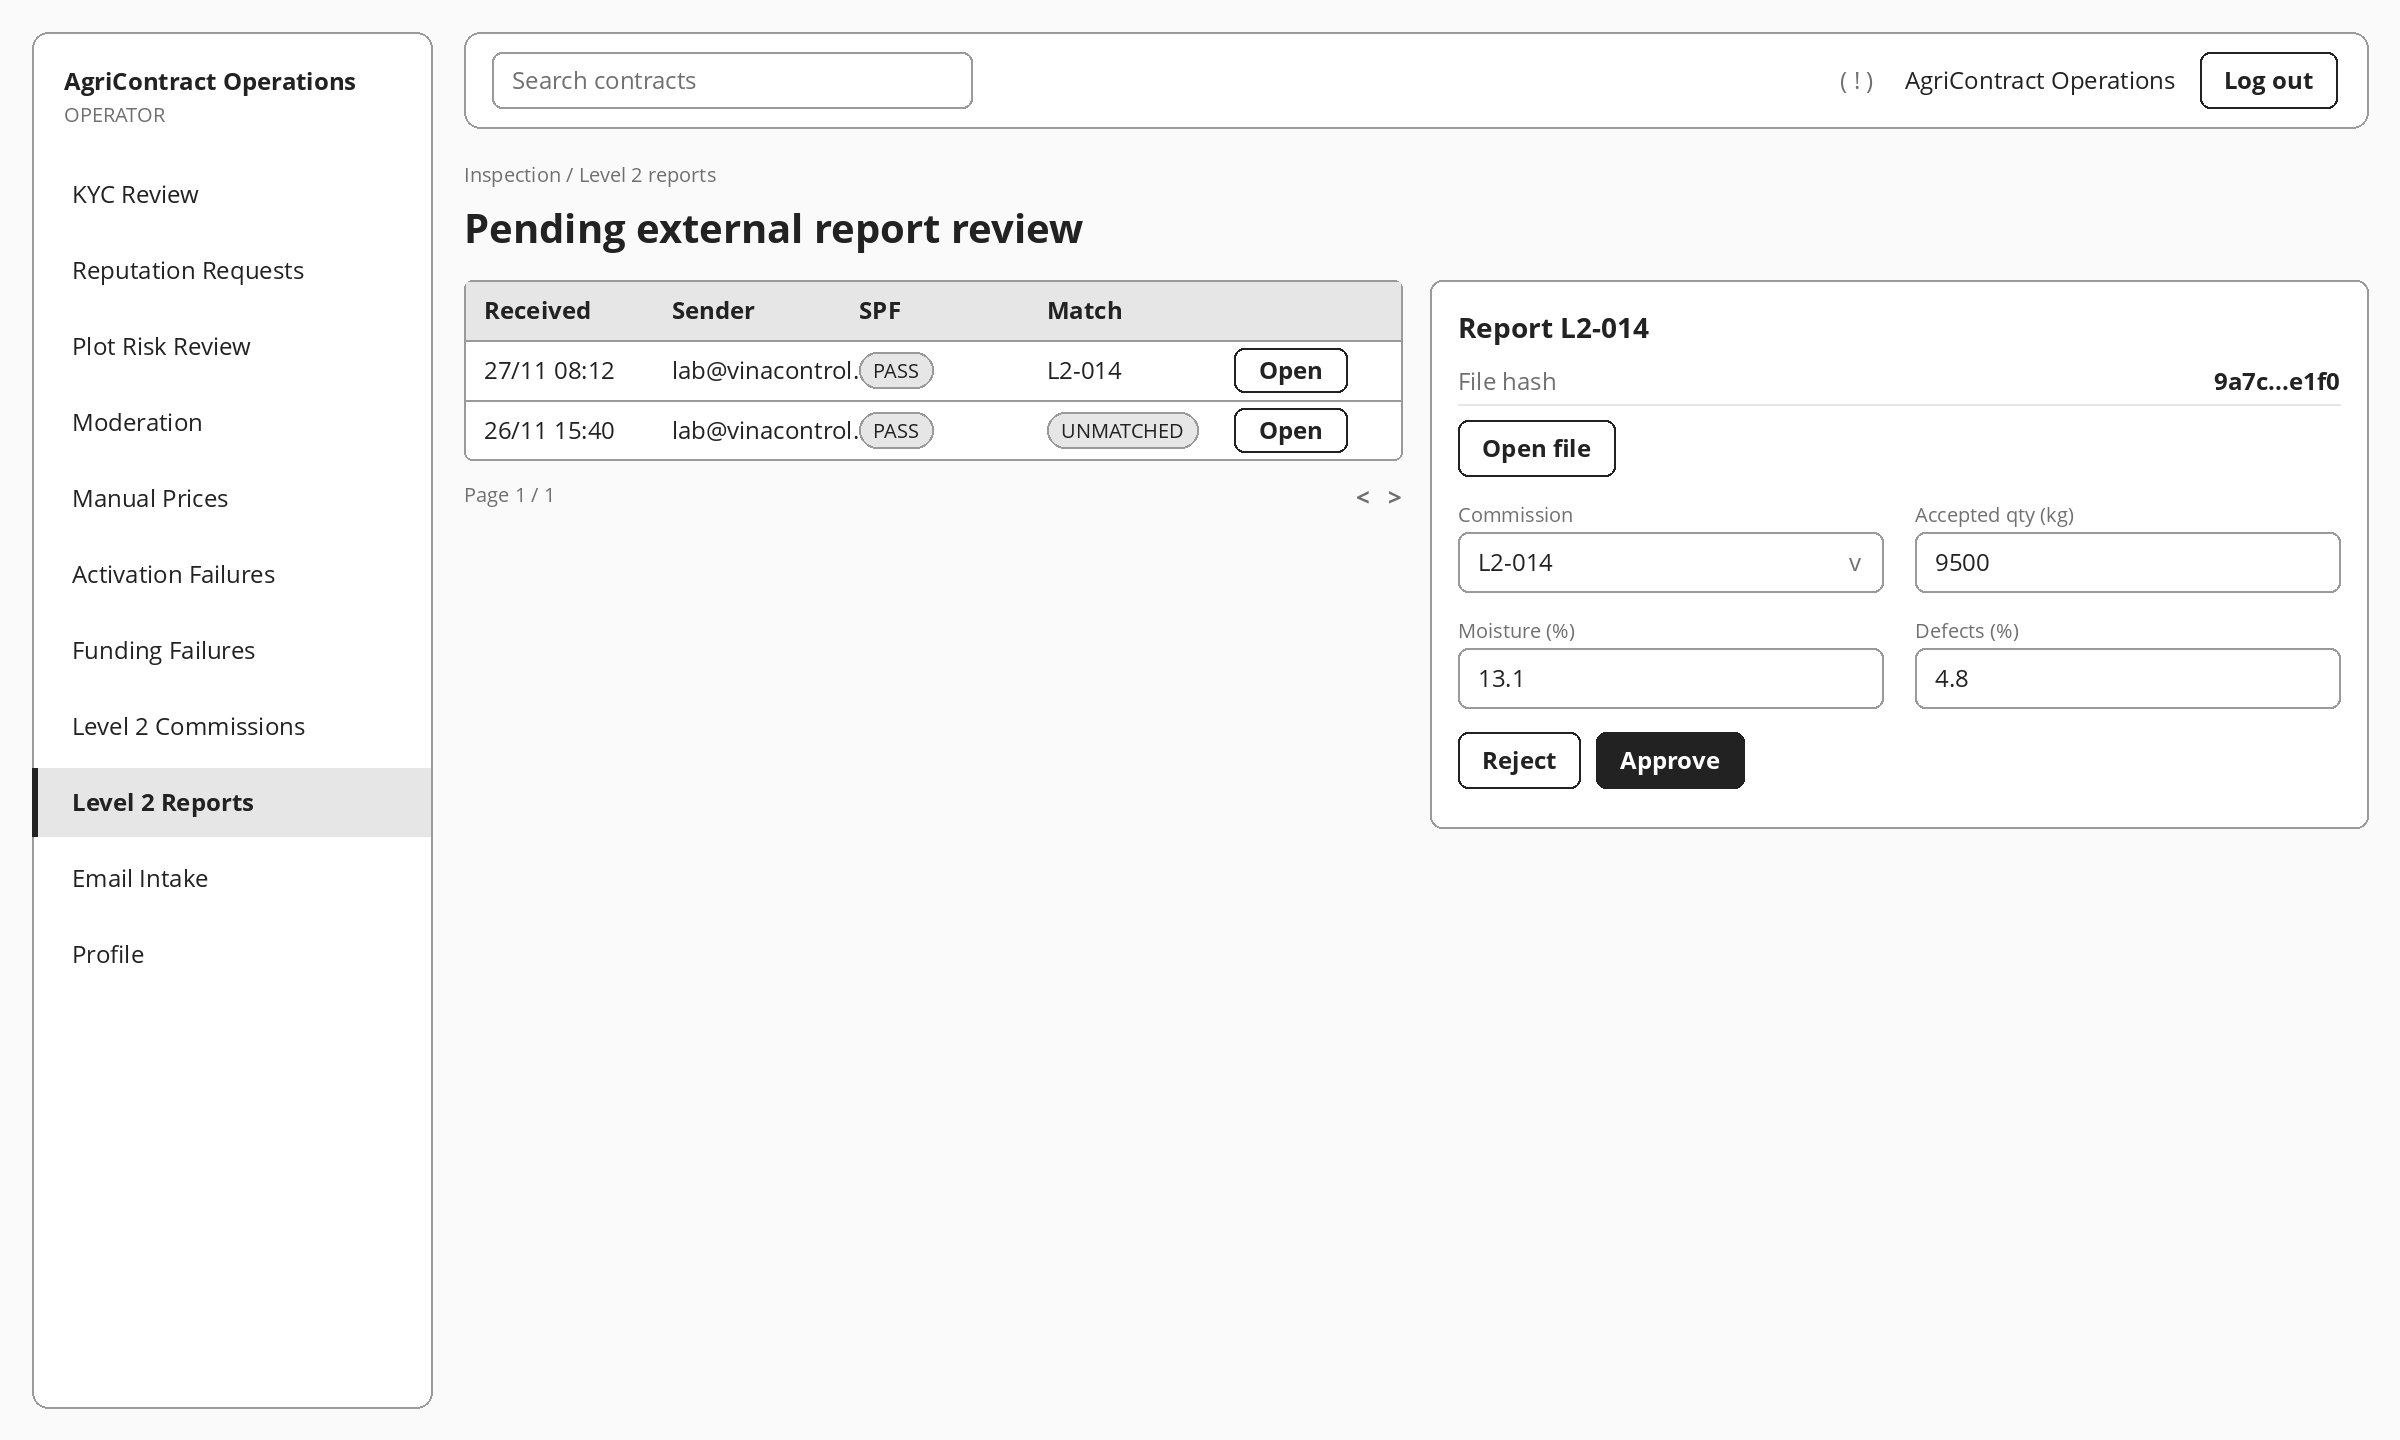 AgriContract Operations
OPERATOR
KYC Review
Reputation Requests
Plot Risk Review
Moderation
Manual Prices
Activation Failures
Funding Failures
Level 2 Commissions
Level 2 Reports
Email Intake
Profile
Search contracts
(!) AgriContract Operations Log out
Inspection / Level 2 reports
Pending external report review
Received Sender SPF Match
27/11 08:12 lab@vinacontrol. PASS L2-014 Open
26/11 15:40 lab@vinacontrol. PASS UNMATCHED Open
Page 1 / 1 < >
Report L2-014
File hash 9a7c...e1f0
Open file
Commission Accepted qty (kg)
L2-014 v 9500
Moisture (%) Defects (%)
13.1 4.8
Reject Approve